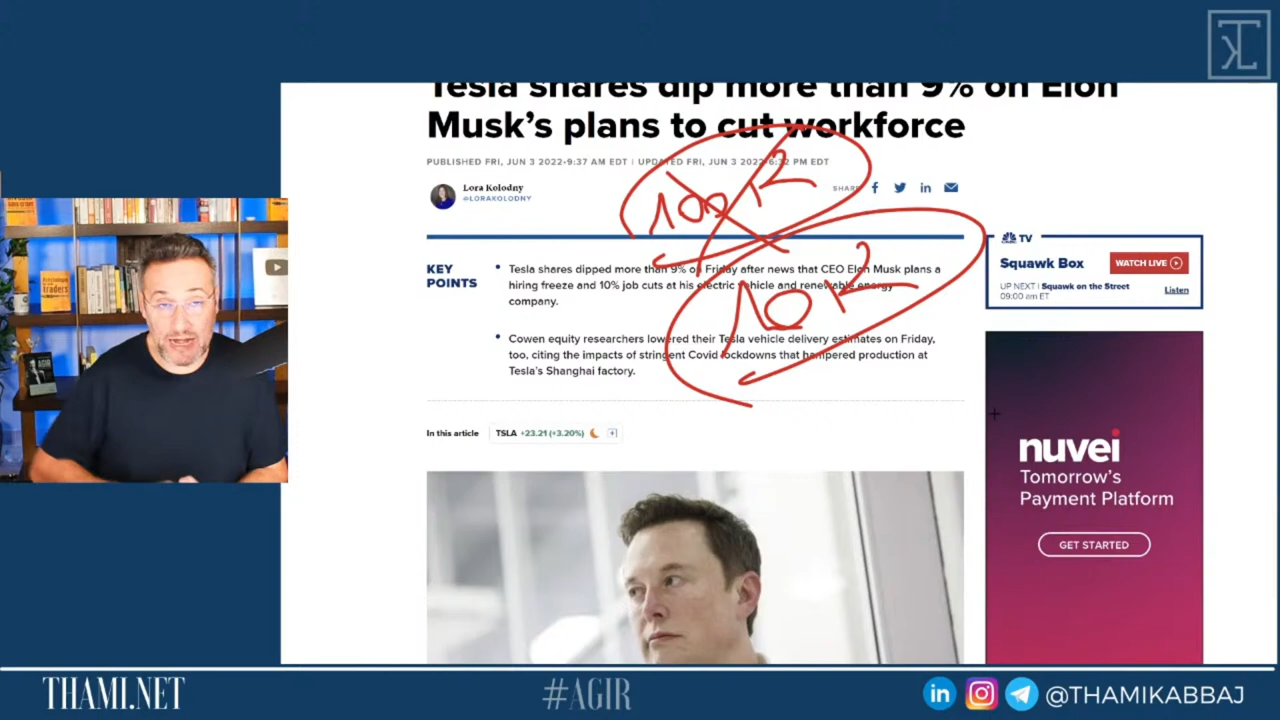 Tesla shares dip more than 9% on Elon
Musk's plans to cut workforce
PUBLISHED FRI, JUN 3 2022-9:37 AM EDT | UPDATED FRI, JUN 3 2022-6:32 PM EDT
Lora Kolodny
@LORAKOLODNY
SHARE
100 K
10 K
KEY
POINTS
• Tesla shares dipped more than 9% on Friday after news that CEO Elon Musk plans a
hiring freeze and 10% job cuts at his electric vehicle and renewable energy
company.
• Cowen equity researchers lowered their Tesla vehicle delivery estimates on Friday,
too, citing the impacts of stringent Covid lockdowns that hampered production at
Tesla's Shanghai factory.
In this article
TSLA +23.21 (+3.20%)
TV
Squawk Box
WATCH LIVE
UP NEXT | Squawk on the Street
09:00 am ET
Listen
nuvei
Tomorrow's
Payment Platform
GET STARTED
AGIR
traders
THAMI.NET
#AGIR
@THAMIKABBAJ